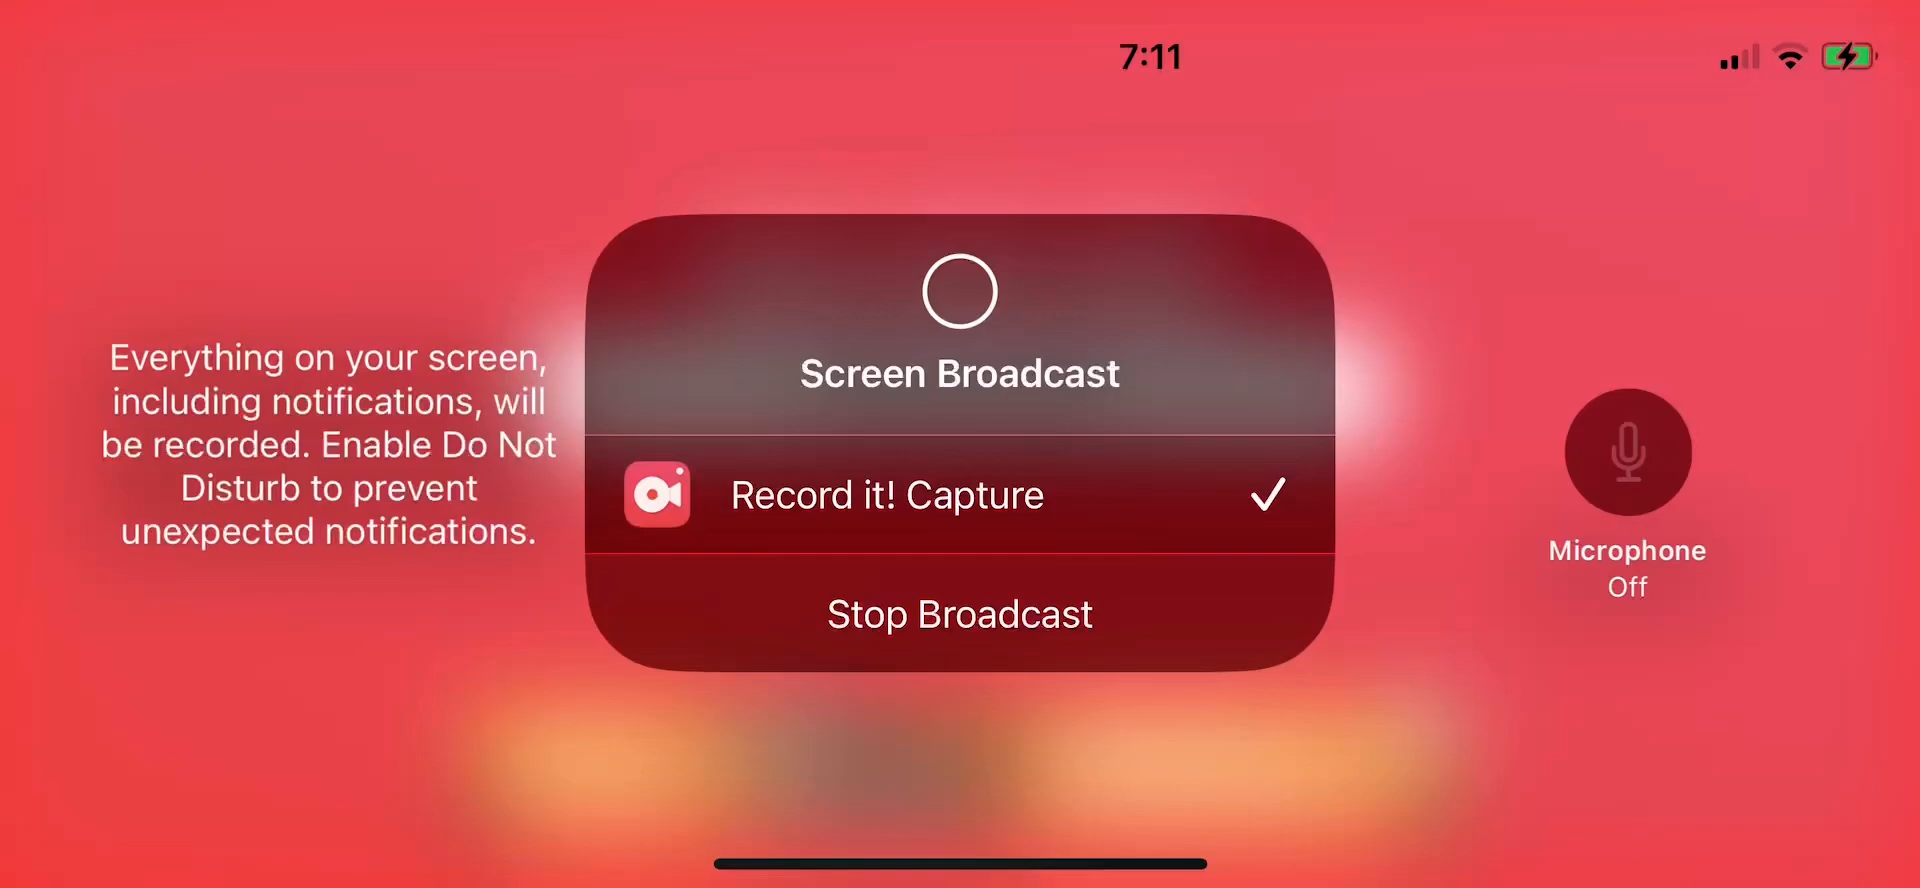 7:11
Everything on your screen,
including notifications, will
be recorded. Enable Do Not
Disturb to prevent
unexpected notifications.
Screen Broadcast
Record it! Capture
Stop Broadcast
Microphone
Off